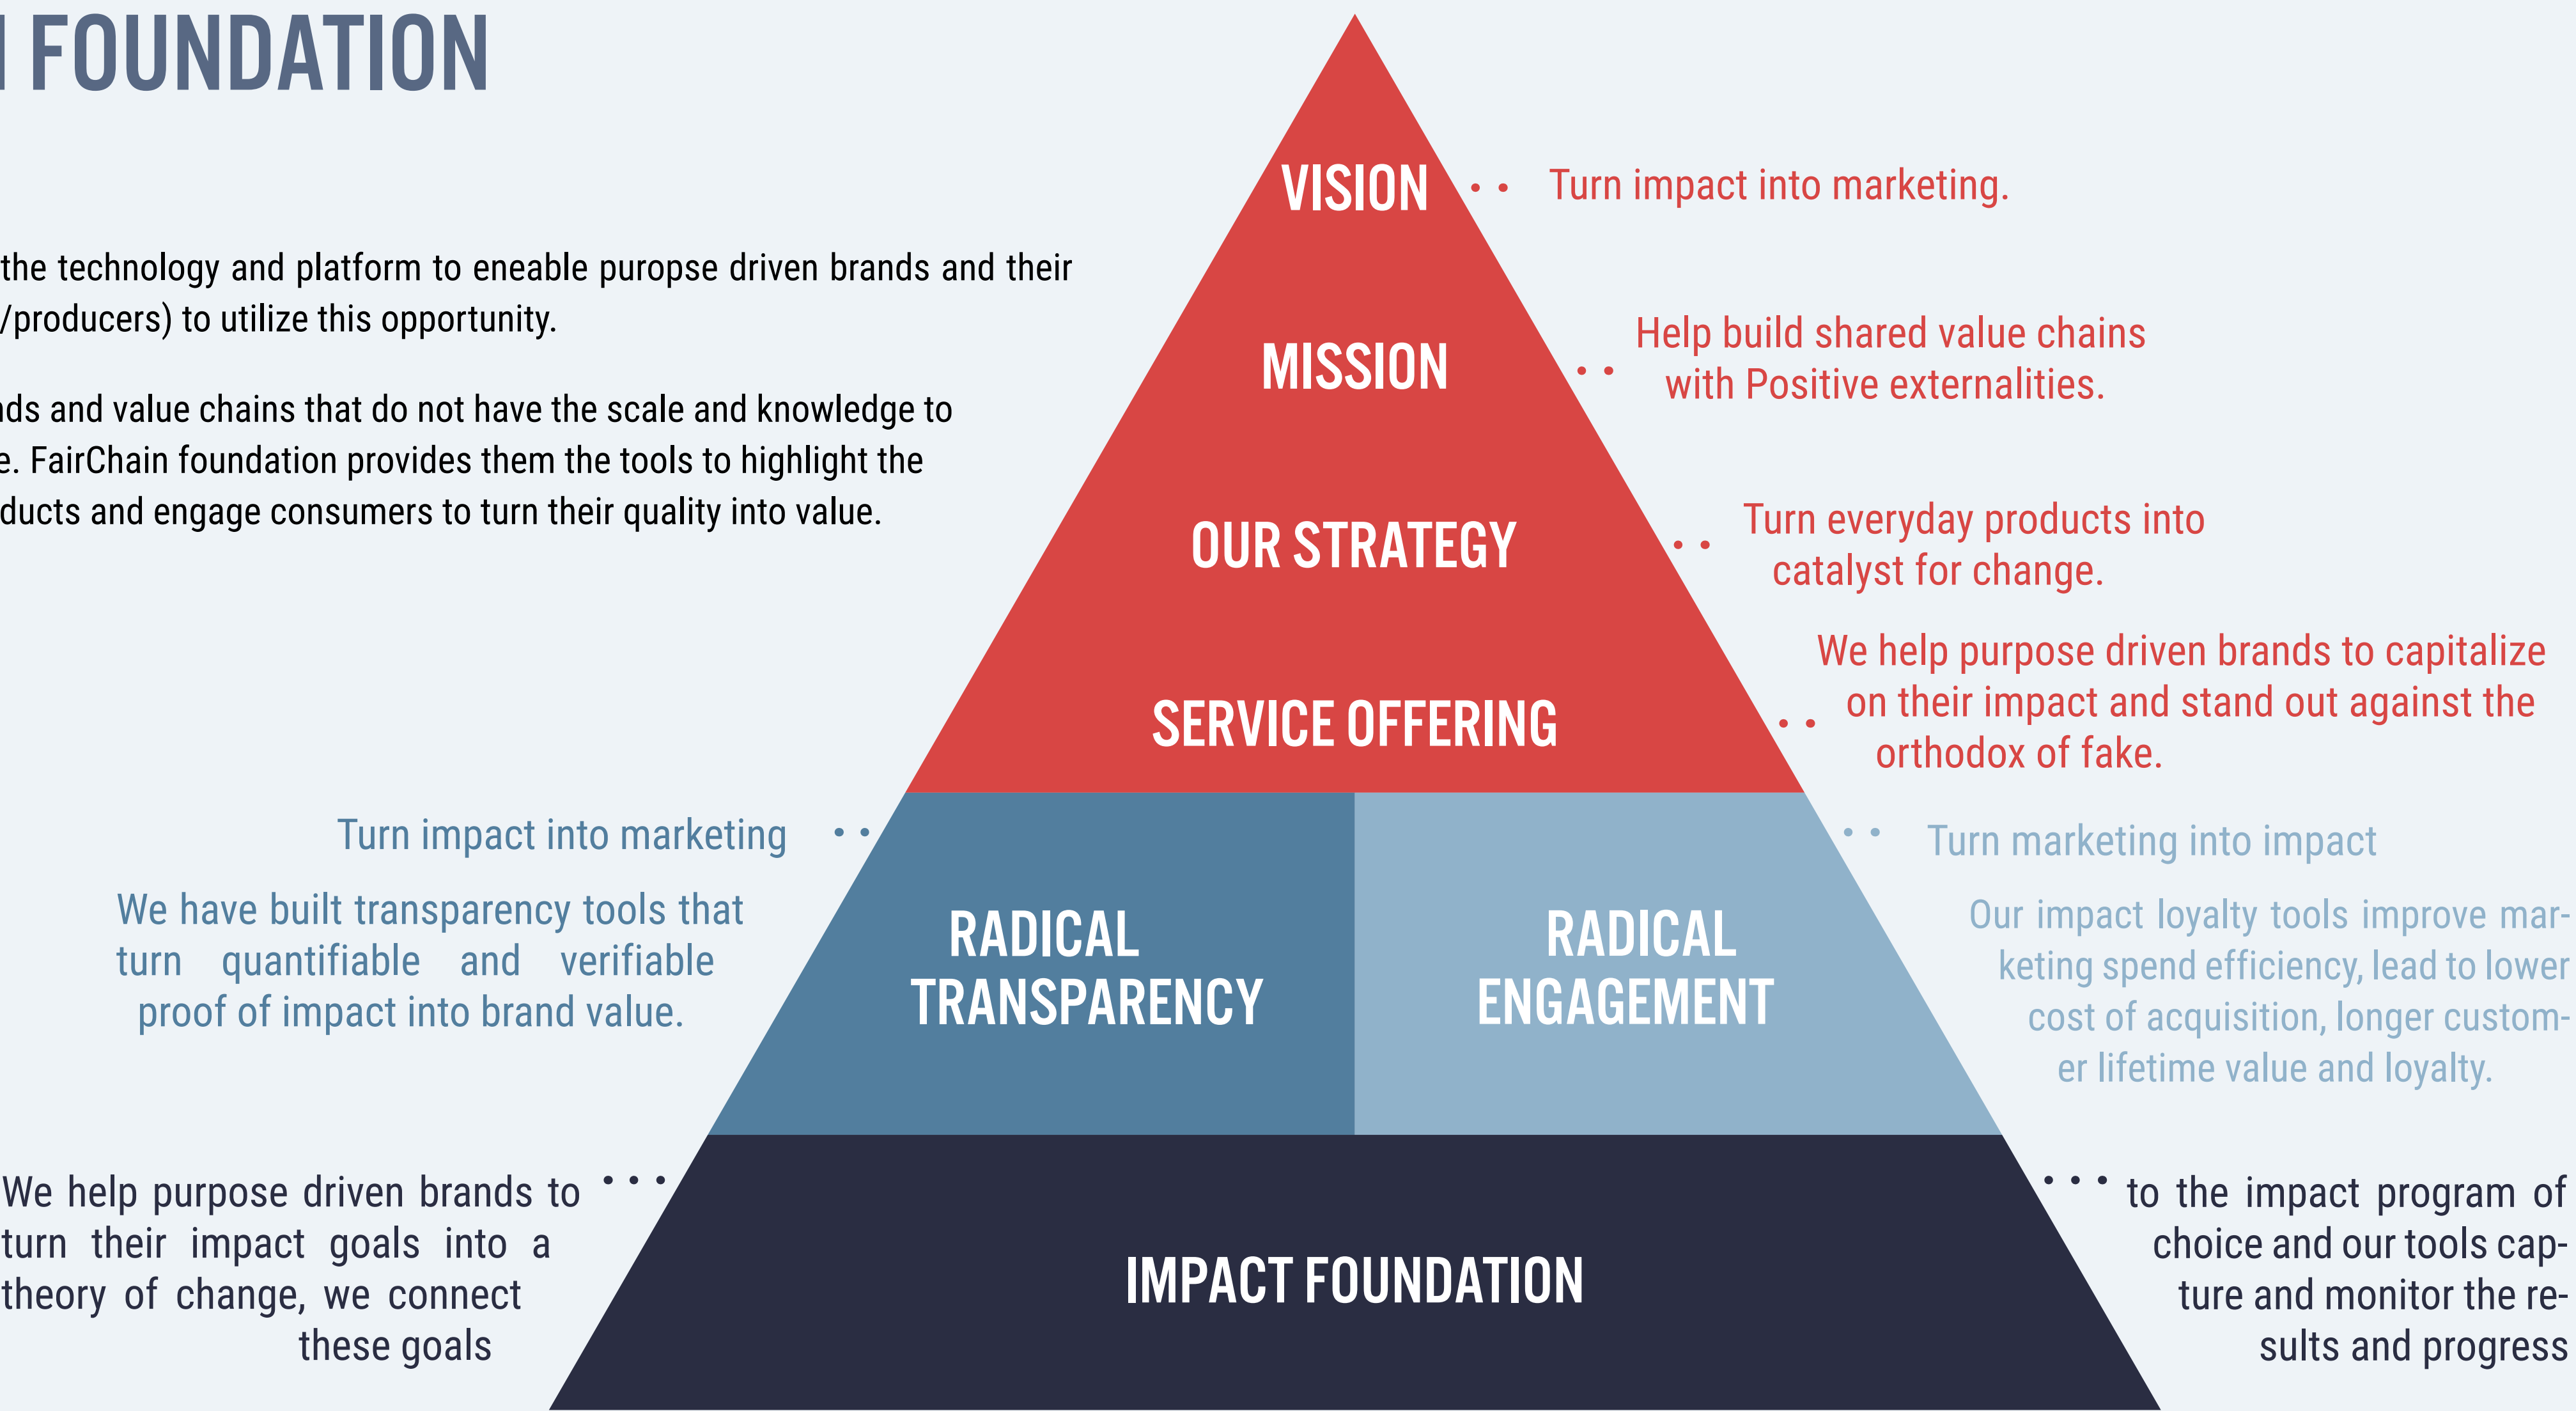 FOUNDATION
the technology and platform to eneable puropse driven brands and their
/producers) to utilize this opportunity.
nds and value chains that do not have the scale and knowledge to
e. FairChain foundation provides them the tools to highlight the
ducts and engage consumers to turn their quality into value.
VISION
Turn impact into marketing.
MISSION
Help build shared value chains
with Positive externalities.
OUR STRATEGY
Turn everyday products into
catalyst for change.
SERVICE OFFERING
We help purpose driven brands to capitalize
on their impact and stand out against the
orthodox of fake.
Turn impact into marketing
We have built transparency tools that
turn quantifiable and verifiable
proof of impact into brand value.
RADICAL
TRANSPARENCY
RADICAL
ENGAGEMENT
Turn marketing into impact
Our impact loyalty tools improve mar-
keting spend efficiency, lead to lower
cost of acquisition, longer custom-
er lifetime value and loyalty.
We help purpose driven brands to
turn their impact goals into a
theory of change, we connect
these goals
IMPACT FOUNDATION
to the impact program of
choice and our tools cap-
ture and monitor the re-
sults and progress